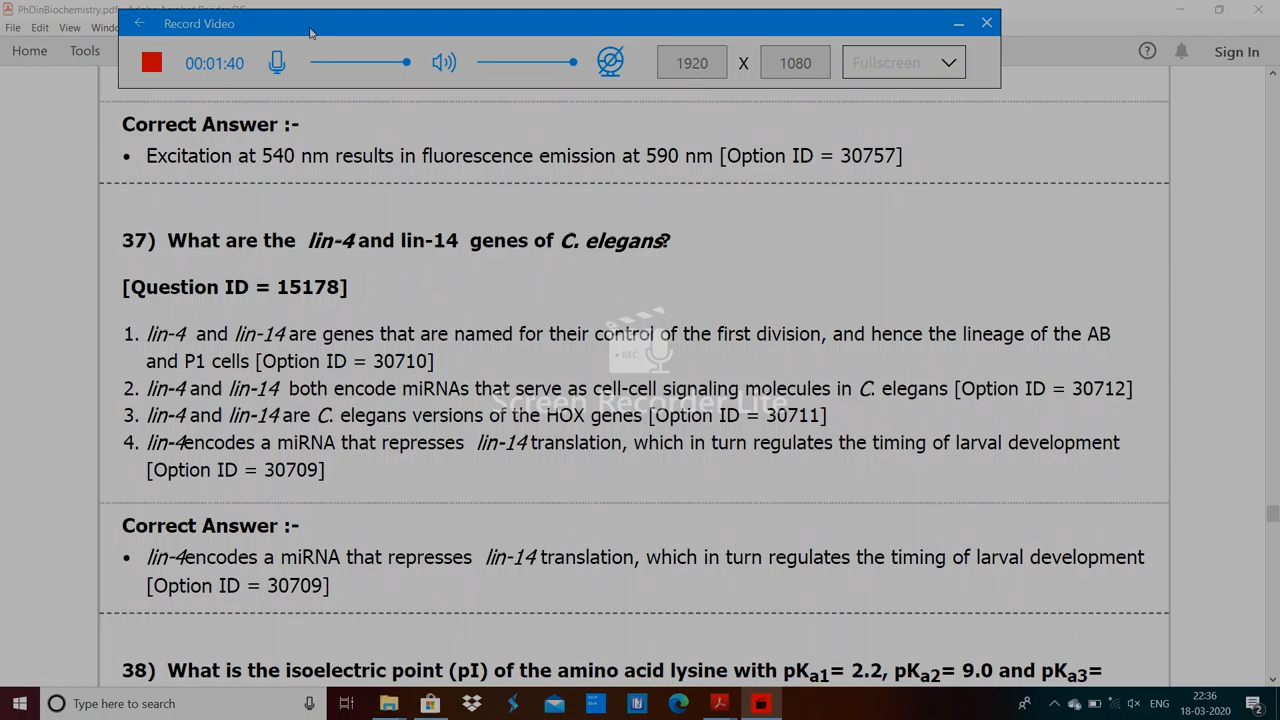 PhDinBiochemistry.pdf - Adobe Acrobat Reader DC
File Edit View Window
Home Tools
Sign In
Record Video
00:01:40
1920 X 1080 Fullscreen
Correct Answer :-
• Excitation at 540 nm results in fluorescence emission at 590 nm [Option ID = 30757]
37) What are the lin-4 and lin-14 genes of C. elegans?
[Question ID = 15178]
1. lin-4 and lin-14 are genes that are named for their control of the first division, and hence the lineage of the AB
and P1 cells [Option ID = 30710]
2. lin-4 and lin-14 both encode miRNAs that serve as cell-cell signaling molecules in C. elegans [Option ID = 30712]
3. lin-4 and lin-14 are C. elegans versions of the HOX genes [Option ID = 30711]
4. lin-4encodes a miRNA that represses lin-14 translation, which in turn regulates the timing of larval development
[Option ID = 30709]
REC
Screen Recorder Lite
Correct Answer :-
• lin-4encodes a miRNA that represses lin-14 translation, which in turn regulates the timing of larval development
[Option ID = 30709]
38) What is the isoelectric point (pI) of the amino acid lysine with pKa1= 2.2, pKa2= 9.0 and pKa3=
Type here to search
ENG
22:36
18-03-2020
2